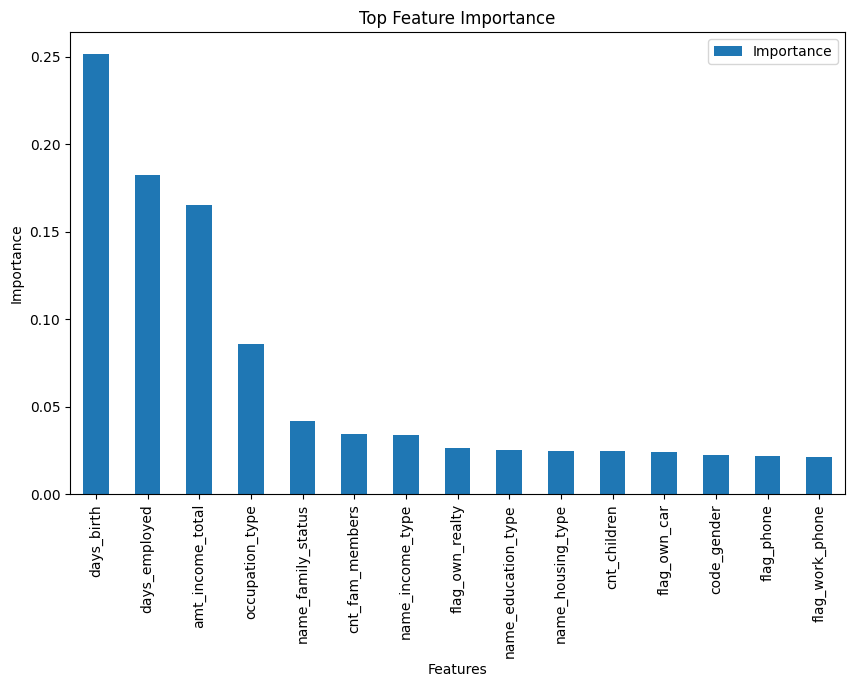 Top Feature Importance
Importance
0.25
0.20
0.15
0.10
0.05
0.00
Importance
days_birth
days_employed
amt_income_total
occupation_type
name_family_status
cnt_fam_members
name_income_type
flag_own_realty
name_education_type
name_housing_type
cnt_children
flag_own_car
code_gender
flag_phone
flag_work_phone
Features